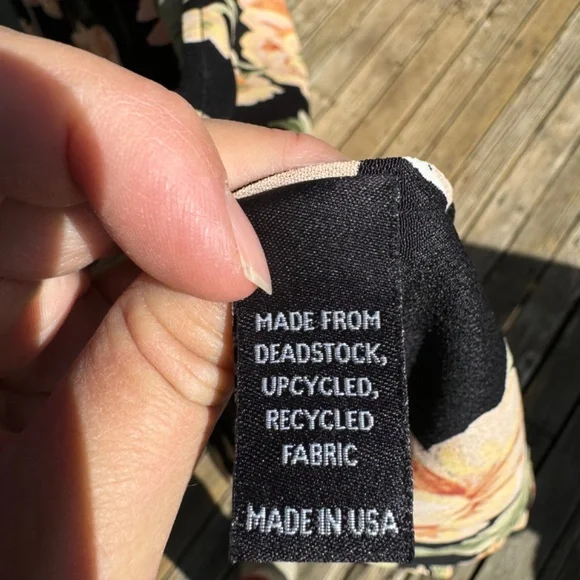 MADE FROM
DEADSTOCK,
UPCYCLED,
RECYCLED
FABRIC
MADE IN USA